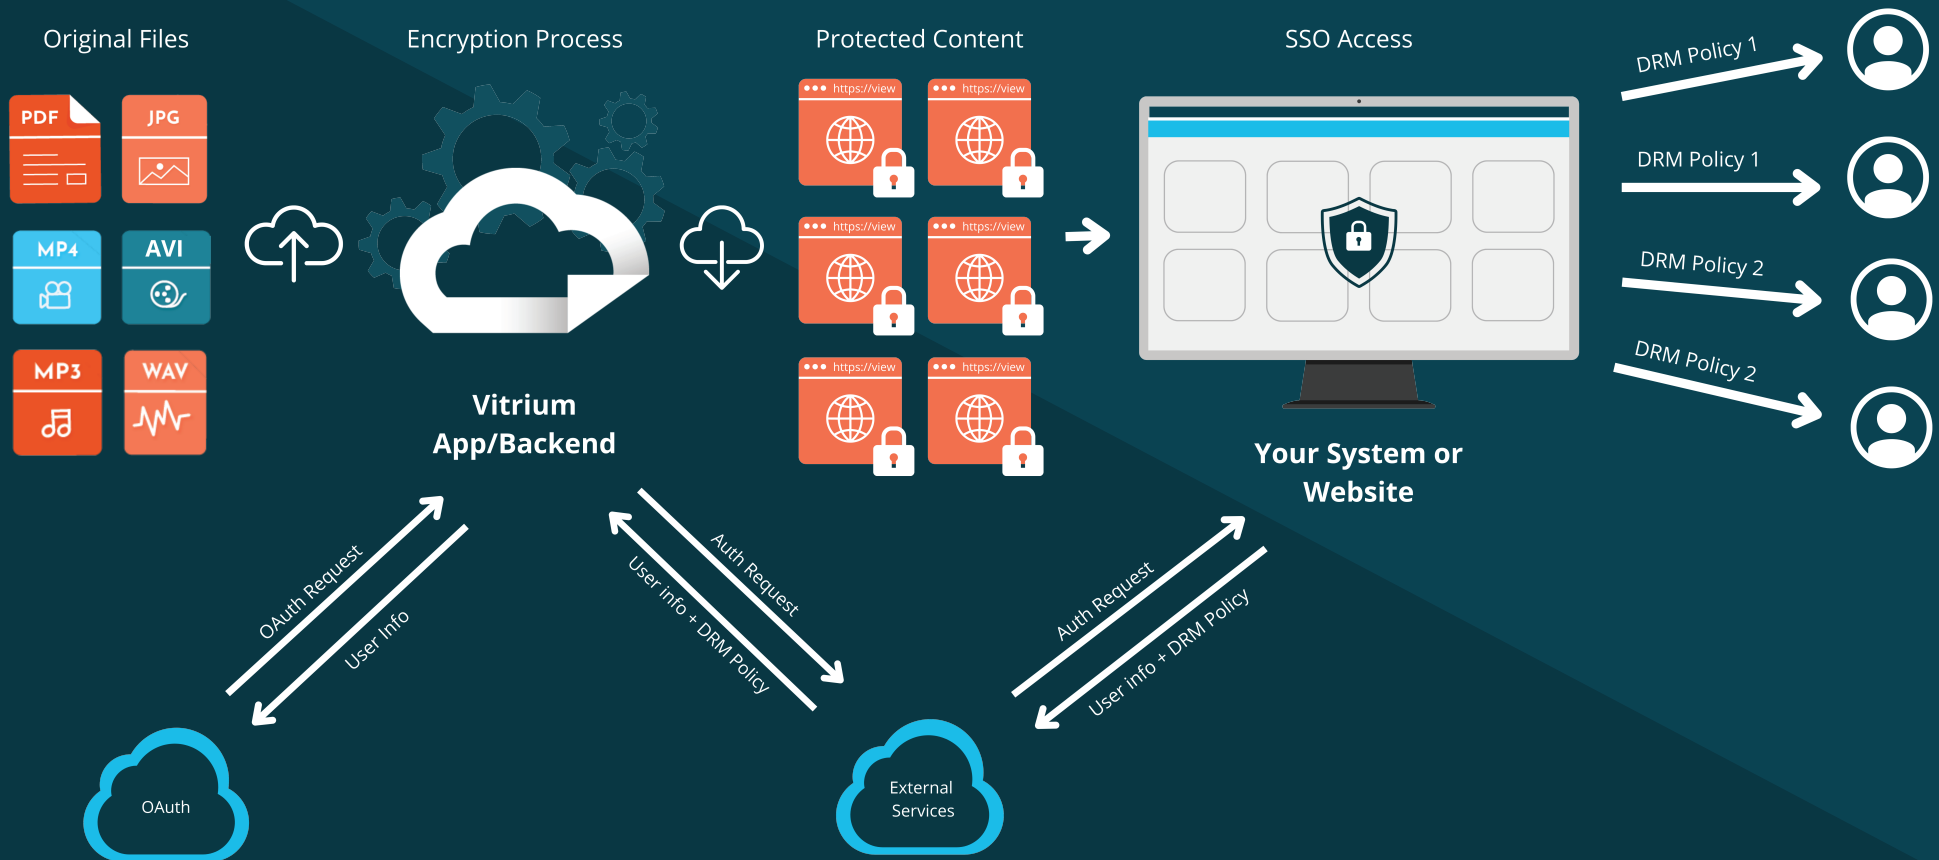 Original Files
Encryption Process
Protected Content
SSO Access
PDF
JPG
MP4
AVI
MP3
WAV
https://view
https://view
https://view
https://view
https://view
https://view
DRM Policy 1
DRM Policy 1
DRM Policy 2
DRM Policy 2
Vitrium
App/Backend
Your System or
Website
OAuth Request
User Info
Auth Request
User info + DRM Policy
Auth Request
User info + DRM Policy
OAuth
External
Services